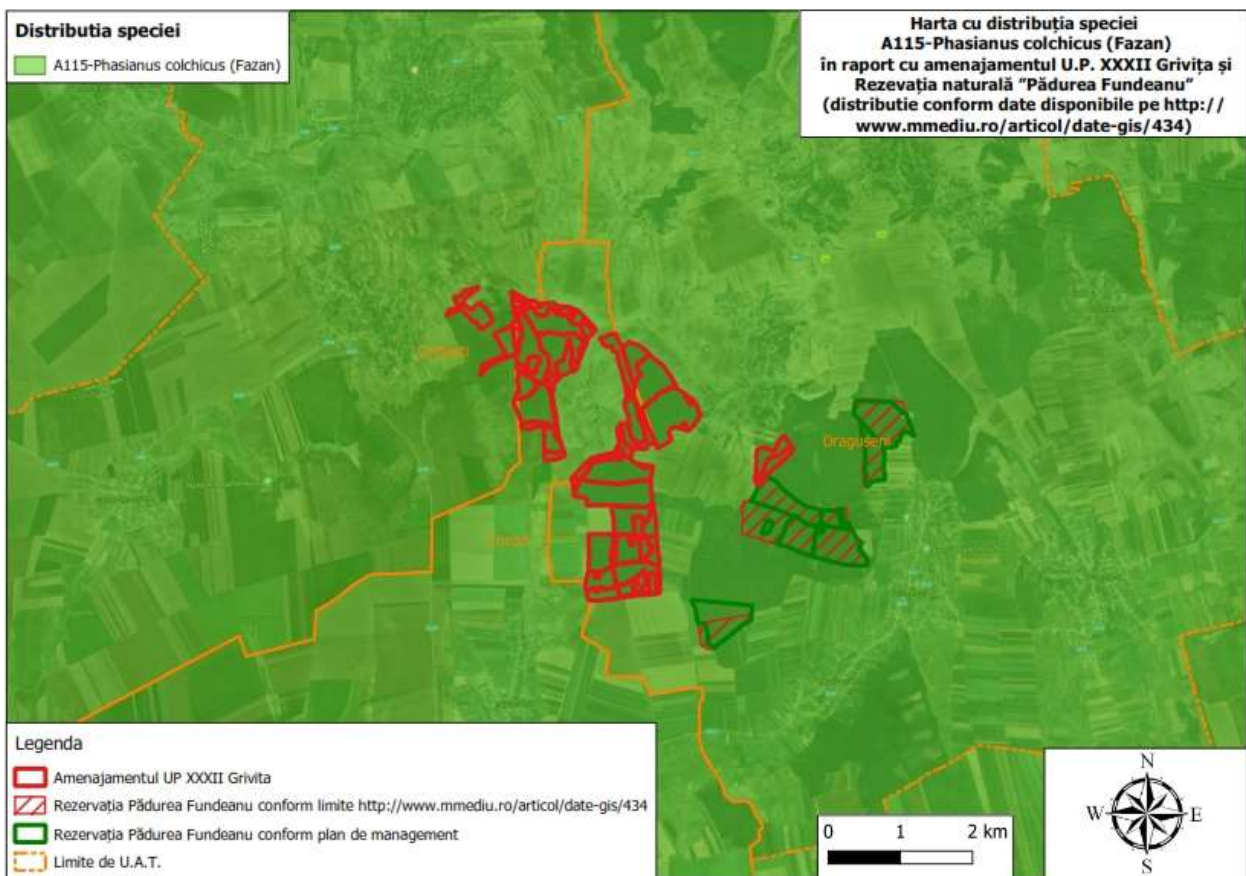 Distributia speciei
A115-Phasianus colchicus (Fazan)
Harta cu distribuția speciei
A115-Phasianus colchicus (Fazan)
în raport cu amenajamentul U.P. XXXII Grivița și
Rezevația naturală "Pădurea Fundeanu"
(distributie conform date disponibile pe http://
www.mmediu.ro/articol/date-gis/434)
Draguseni
Legenda
Amenajamentul UP XXXII Grivita
Rezervația Pădurea Fundeanu conform limite http://www.mmediu.ro/articol/date-gis/434
Rezervația Pădurea Fundeanu conform plan de management
Limite de U.A.T.
0 1 2 km
N
W E
S